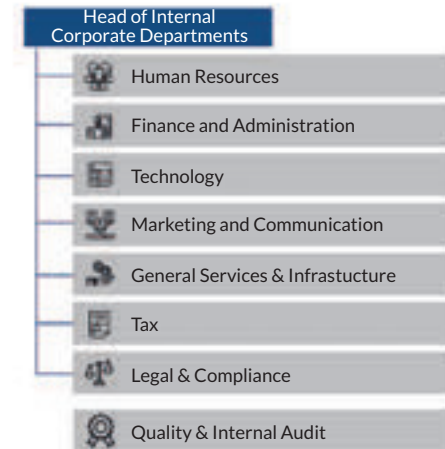 Head of Internal
Corporate Departments
Human Resources
Finance and Administration
Technology
Marketing and Communication
General Services & Infrastucture
Tax
Legal & Compliance
Quality & Internal Audit